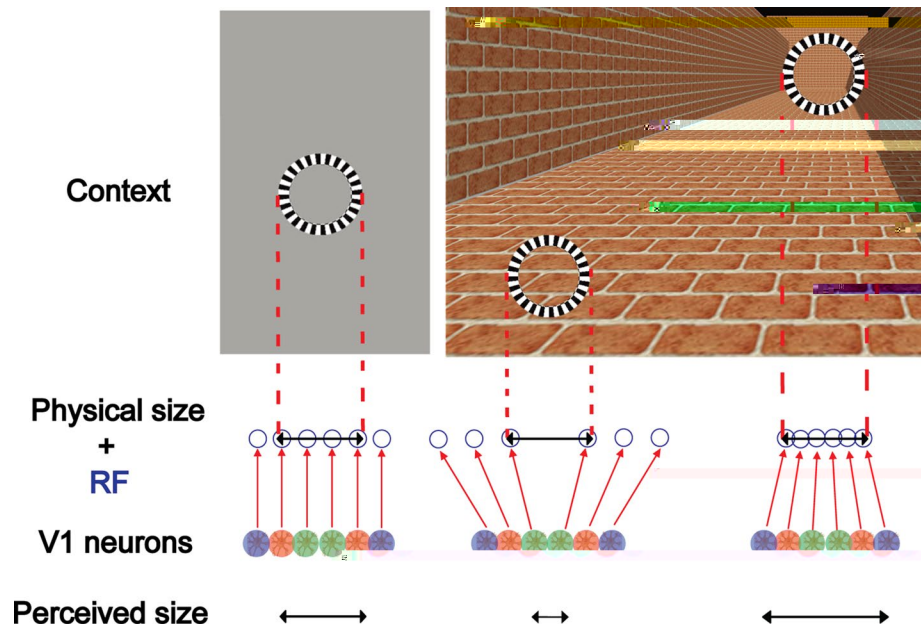 Context
Physical size
+
RF
V1 neurons
Perceived size